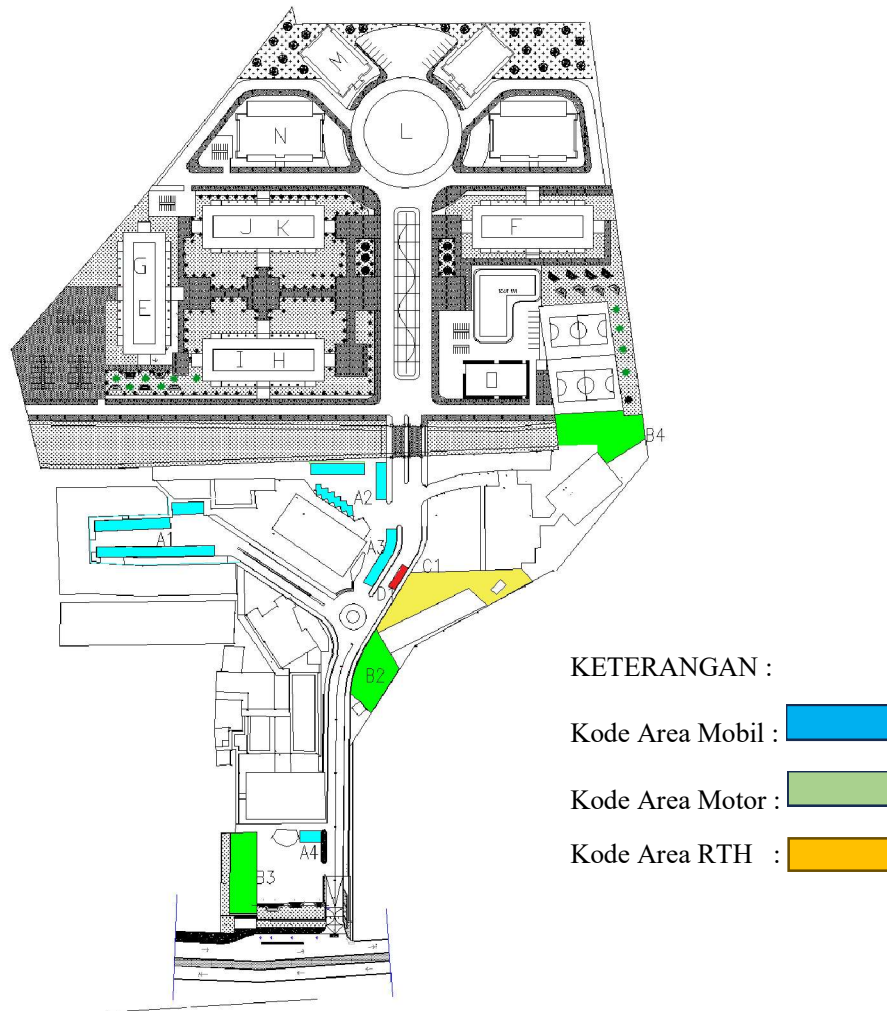 M
L
N
J K
F
G
E
I H
B4
A2
A1
A3
C1
D1
B2
A4
B3
KETERANGAN :
Kode Area Mobil :
Kode Area Motor :
Kode Area RTH :